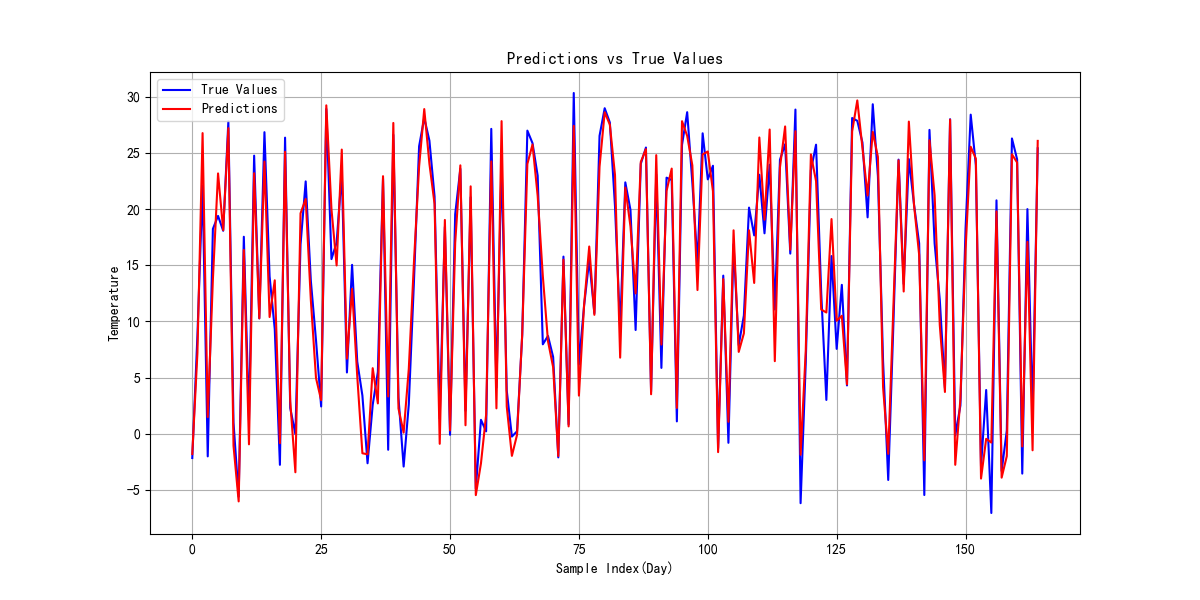 Predictions vs True Values
True Values
Predictions
Temperature
30
25
20
15
10
5
0
−5
0 25 50 75 100 125 150
Sample Index(Day)